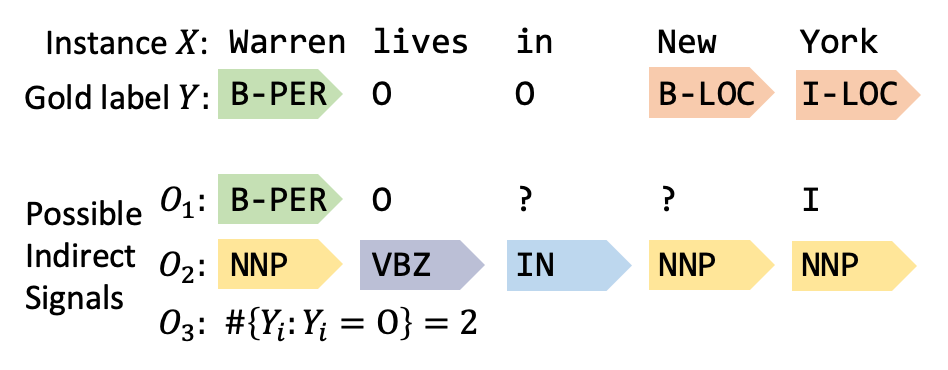 Instance X: Warren lives in New York
Gold label Y: B-PER O O B-LOC I-LOC
Possible Indirect Signals
O₁: B-PER O ? ? I
O₂: NNP VBZ IN NNP NNP
O₃: #{Yᵢ: Yᵢ = O} = 2